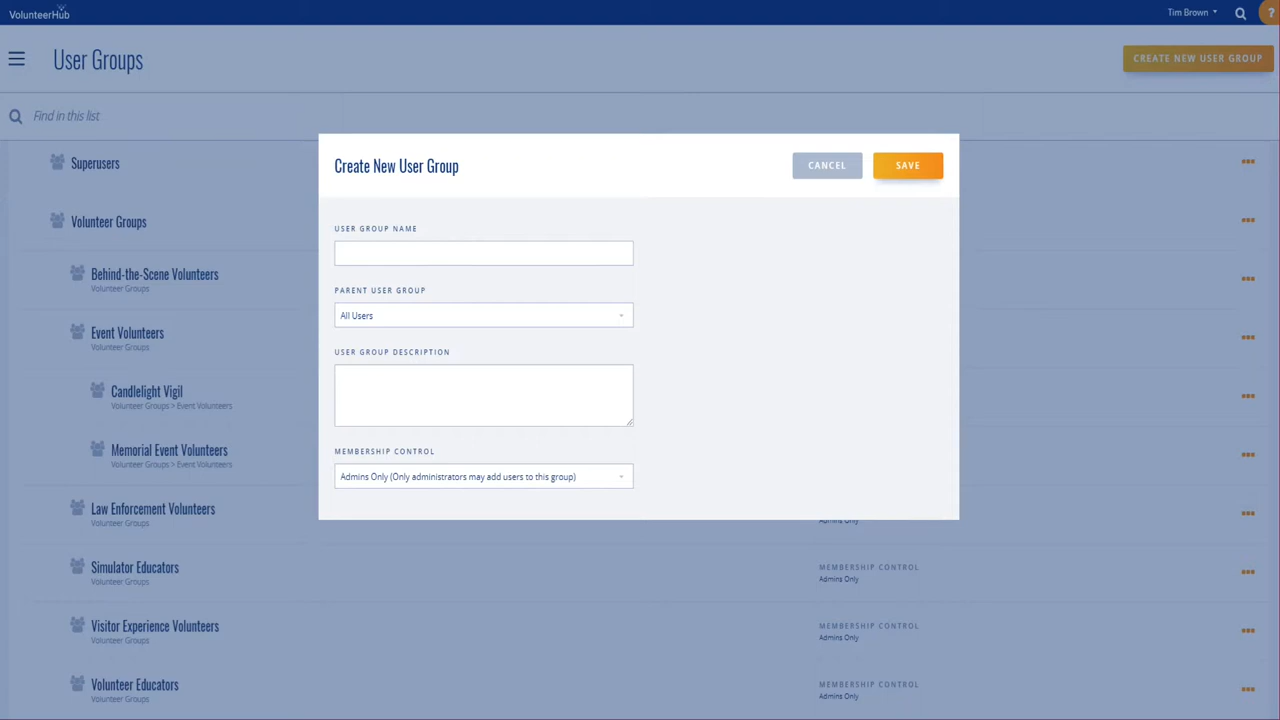 VolunteerHub
Tim Brown
?
User Groups
CREATE NEW USER GROUP
Find in this list
Superusers
Volunteer Groups
Behind-the-Scene Volunteers
Volunteer Groups
Event Volunteers
Volunteer Groups
Candlelight Vigil
Volunteer Groups > Event Volunteers
Memorial Event Volunteers
Volunteer Groups > Event Volunteers
Law Enforcement Volunteers
Volunteer Groups
Simulator Educators
Volunteer Groups
Visitor Experience Volunteers
Volunteer Groups
Volunteer Educators
Volunteer Groups
Create New User Group
CANCEL
SAVE
USER GROUP NAME
PARENT USER GROUP
All Users
USER GROUP DESCRIPTION
MEMBERSHIP CONTROL
Admins Only (Only administrators may add users to this group)
Admins Only
MEMBERSHIP CONTROL
Admins Only
MEMBERSHIP CONTROL
Admins Only
MEMBERSHIP CONTROL
Admins Only